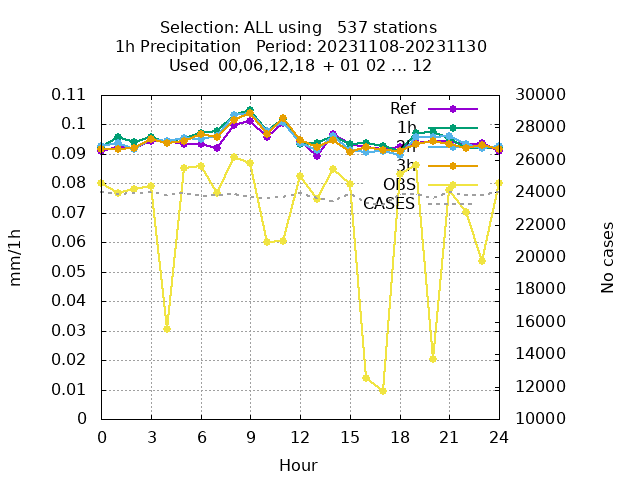 Selection: ALL using 537 stations
1h Precipitation Period: 20231108-20231130
Used 00,06,12,18 + 01 02 ... 12
0.11
0.1
0.09
0.08
0.07
0.06
0.05
0.04
0.03
0.02
0.01
0
mm/1h
30000
28000
26000
24000
22000
20000
18000
16000
14000
12000
10000
No cases
Ref
1h
2h
3h
OBS
CASES
0 3 6 9 12 15 18 21 24
Hour